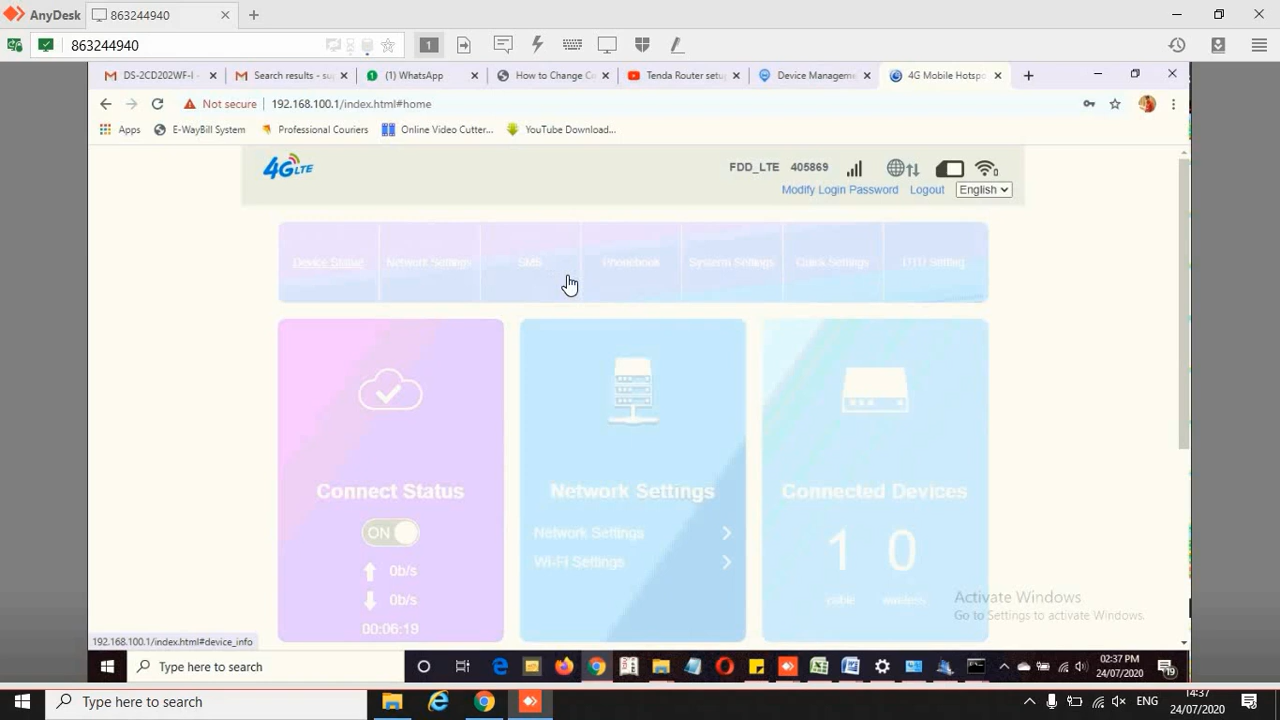 AnyDesk
863244940
863244940
1
DS-2CD202WF-I -
Search results - su
(1) WhatsApp
How to Change C
Tenda Router setu
Device Manageme
4G Mobile Hotspo
Not secure
192.168.100.1/index.html#home
Apps
E-WayBill System
Professional Couriers
Online Video Cutter...
YouTube Download...
4G LTE
FDD_LTE 405869
0
Modify Login Password
Logout
English
Device Status
Network Settings
SMS
Phonebook
System Settings
Quick Settings
DTU Setting
Connect Status
Network Settings
Connected Devices
ON
Network Settings
1 0
Wi-Fi Settings
0b/s
0b/s
cable
wireless
00:06:19
Activate Windows
Go to Settings to activate Windows.
192.168.100.1/index.html#device_info
Type here to search
02:37 PM
24/07/2020
19
Type here to search
ENG
14:37
24/07/2020